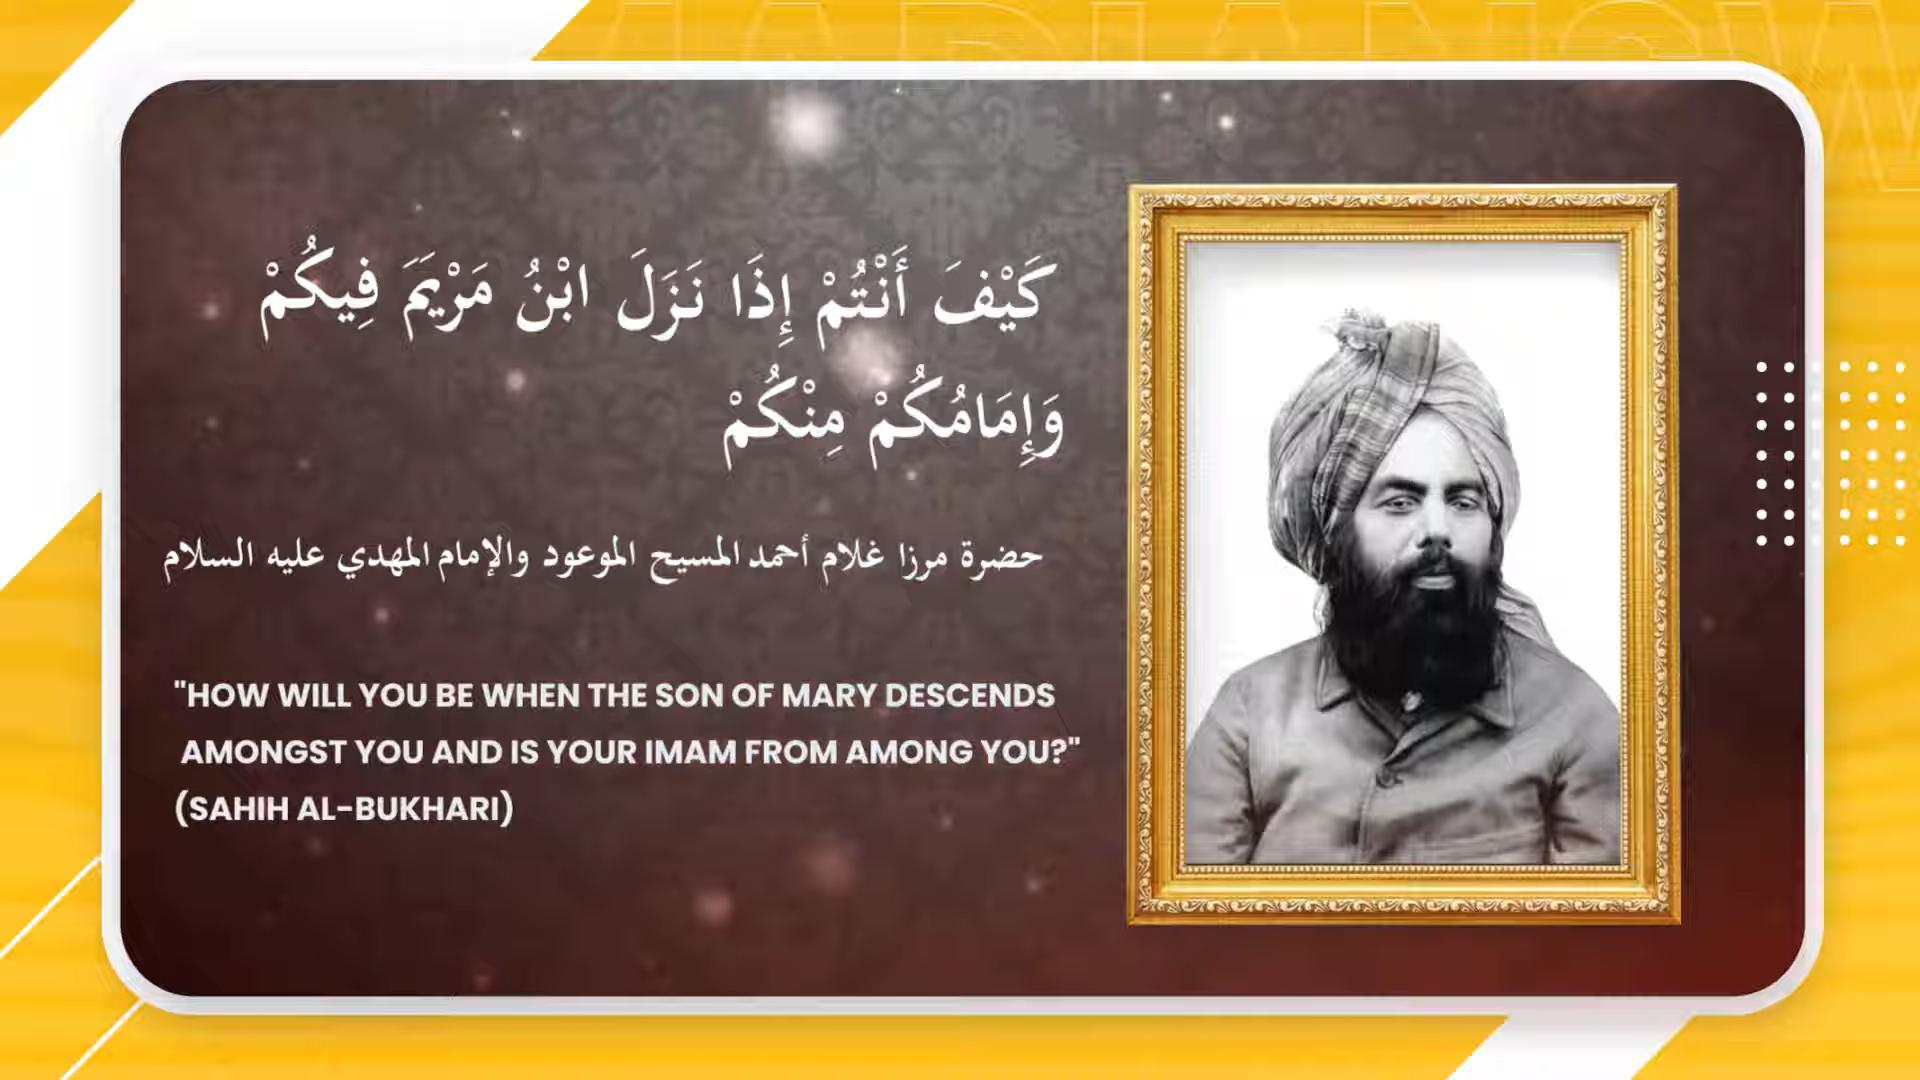 كَيْفَ أَنْتُمْ إِذَا نَزَلَ ابْنُ مَرْيَمَ فِيكُمْ
وَإِمَامُكُمْ مِنْكُمْ
حضرة مرزا غلام أحمد المسيح الموعود والإمام المهدي عليه السلام
"HOW WILL YOU BE WHEN THE SON OF MARY DESCENDS
AMONGST YOU AND IS YOUR IMAM FROM AMONG YOU?"
(SAHIH AL-BUKHARI)